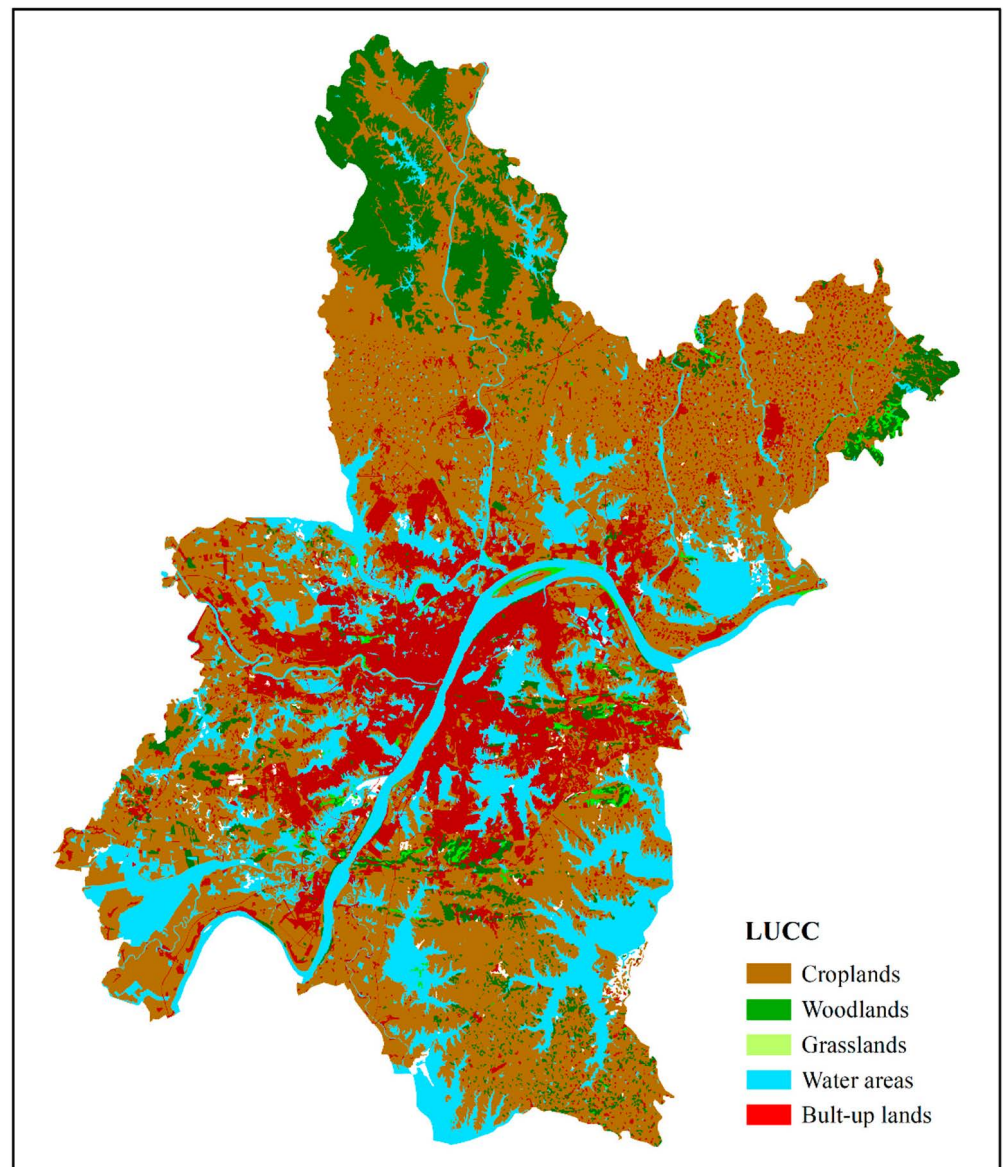 LUCC
Croplands
Woodlands
Grasslands
Water areas
Bult-up lands